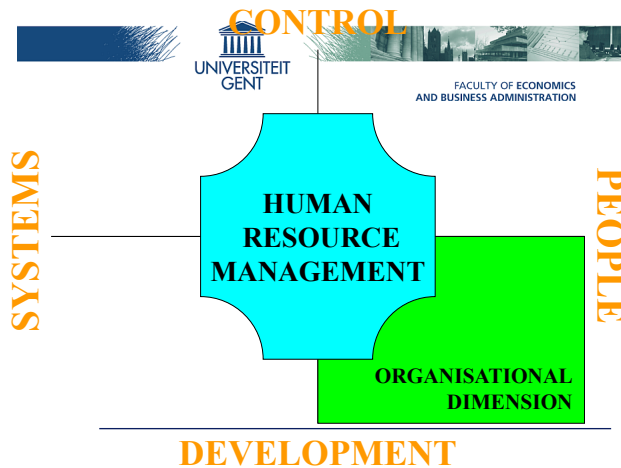 CONTROL
UNIVERSITEIT
GENT
FACULTY OF ECONOMICS
AND BUSINESS ADMINISTRATION
SYSTEMS
HUMAN
RESOURCE
MANAGEMENT
PEOPLE
ORGANISATIONAL
DIMENSION
DEVELOPMENT